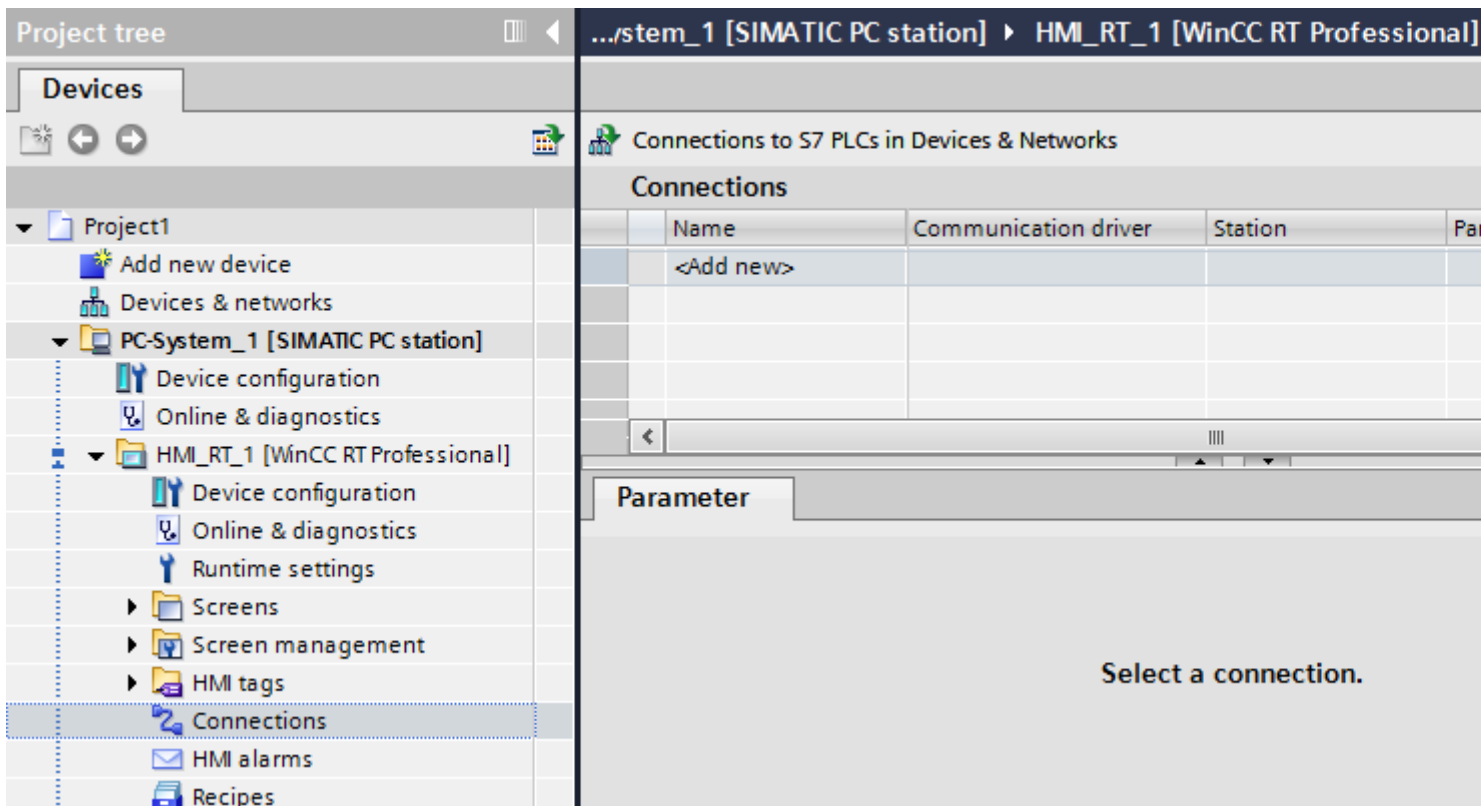 Project tree
Devices
Project1
Add new device
Devices & networks
PC-System_1 [SIMATIC PC station]
Device configuration
Online & diagnostics
HMI_RT_1 [WinCC RT Professional]
Device configuration
Online & diagnostics
Runtime settings
Screens
Screen management
HMI tags
Connections
HMI alarms
Recipes
.../stem_1 [SIMATIC PC station] ▸ HMI_RT_1 [WinCC RT Professional]
Connections to S7 PLCs in Devices & Networks
Connections
Name Communication driver Station Par
<Add new>
Parameter
Select a connection.